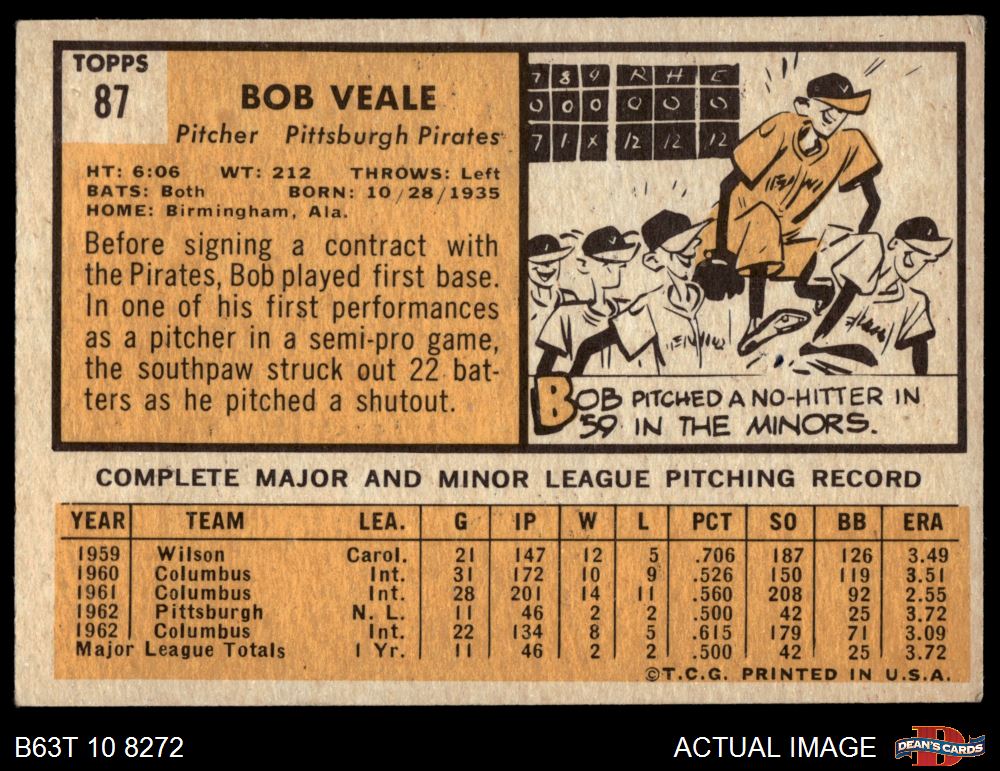 TOPPS
87
BOB VEALE
Pitcher Pittsburgh Pirates
HT: 6:06 WT: 212 THROWS: Left
BATS: Both BORN: 10/28/1935
HOME: Birmingham, Ala.
Before signing a contract with
the Pirates, Bob played first base.
In one of his first performances
as a pitcher in a semi-pro game,
the southpaw struck out 22 bat-
ters as he pitched a shutout.
7 8 9 R H E
0 0 0 0 0 0
7 1 X 12 12 12
BOB PITCHED A NO-HITTER IN
'59 IN THE MINORS.
COMPLETE MAJOR AND MINOR LEAGUE PITCHING RECORD
YEAR TEAM LEA. G IP W L PCT SO BB ERA
1959 Wilson Carol. 21 147 12 5 .706 187 126 3.49
1960 Columbus Int. 31 172 10 9 .526 150 119 3.51
1961 Columbus Int. 28 201 14 11 .560 208 92 2.55
1962 Pittsburgh N. L. 11 46 2 2 .500 42 25 3.72
1962 Columbus Int. 22 134 8 5 .615 179 71 3.09
Major League Totals 1 Yr. 11 46 2 2 .500 42 25 3.72
©T.C.G. PRINTED IN U.S.A.
B63T 10 8272
ACTUAL IMAGE
DEAN'S CARDS